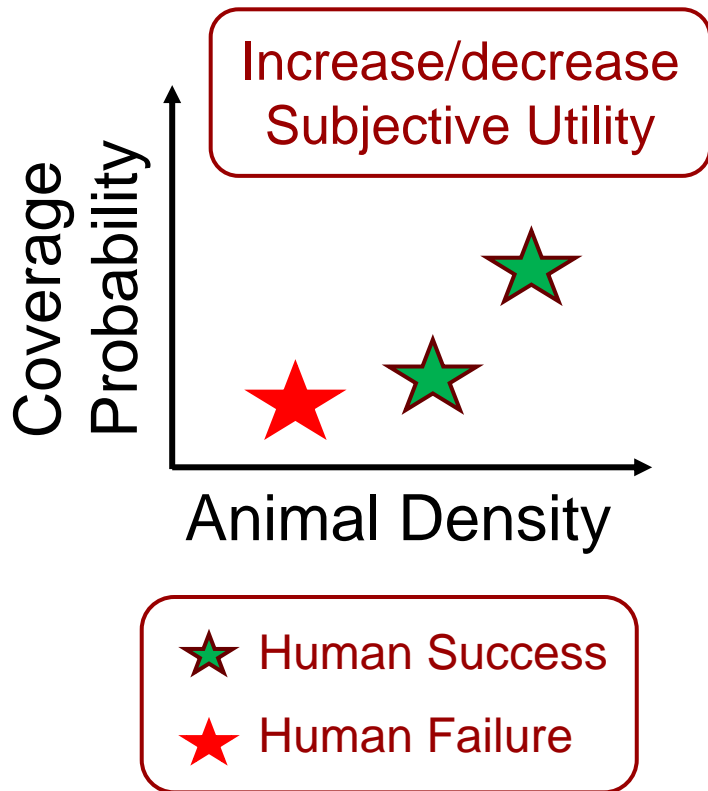 Increase/decrease
Subjective Utility
Coverage
Probability
Animal Density
Human Success
Human Failure